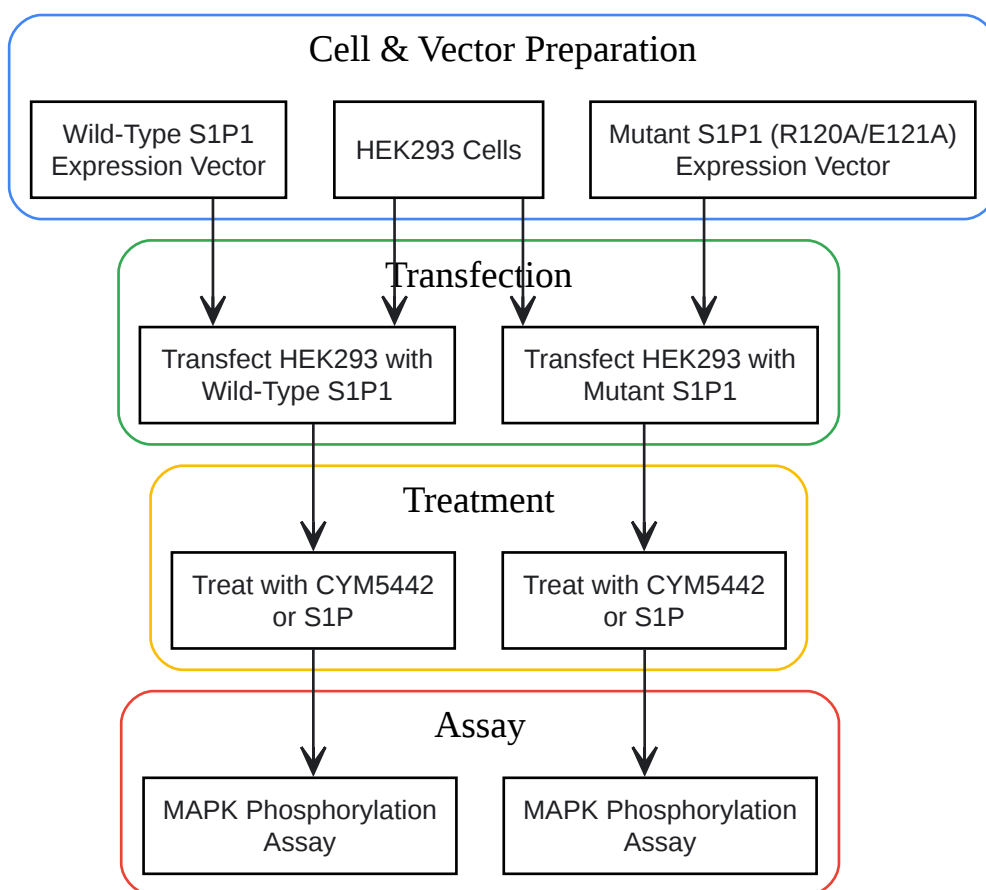 Cell & Vector Preparation
Wild-Type S1P1
Expression Vector
HEK293 Cells
Mutant S1P1 (R120A/E121A)
Expression Vector
Transfection
Transfect HEK293 with
Wild-Type S1P1
Transfect HEK293 with
Mutant S1P1
Treatment
Treat with CYM5442
or S1P
Treat with CYM5442
or S1P
Assay
MAPK Phosphorylation
Assay
MAPK Phosphorylation
Assay